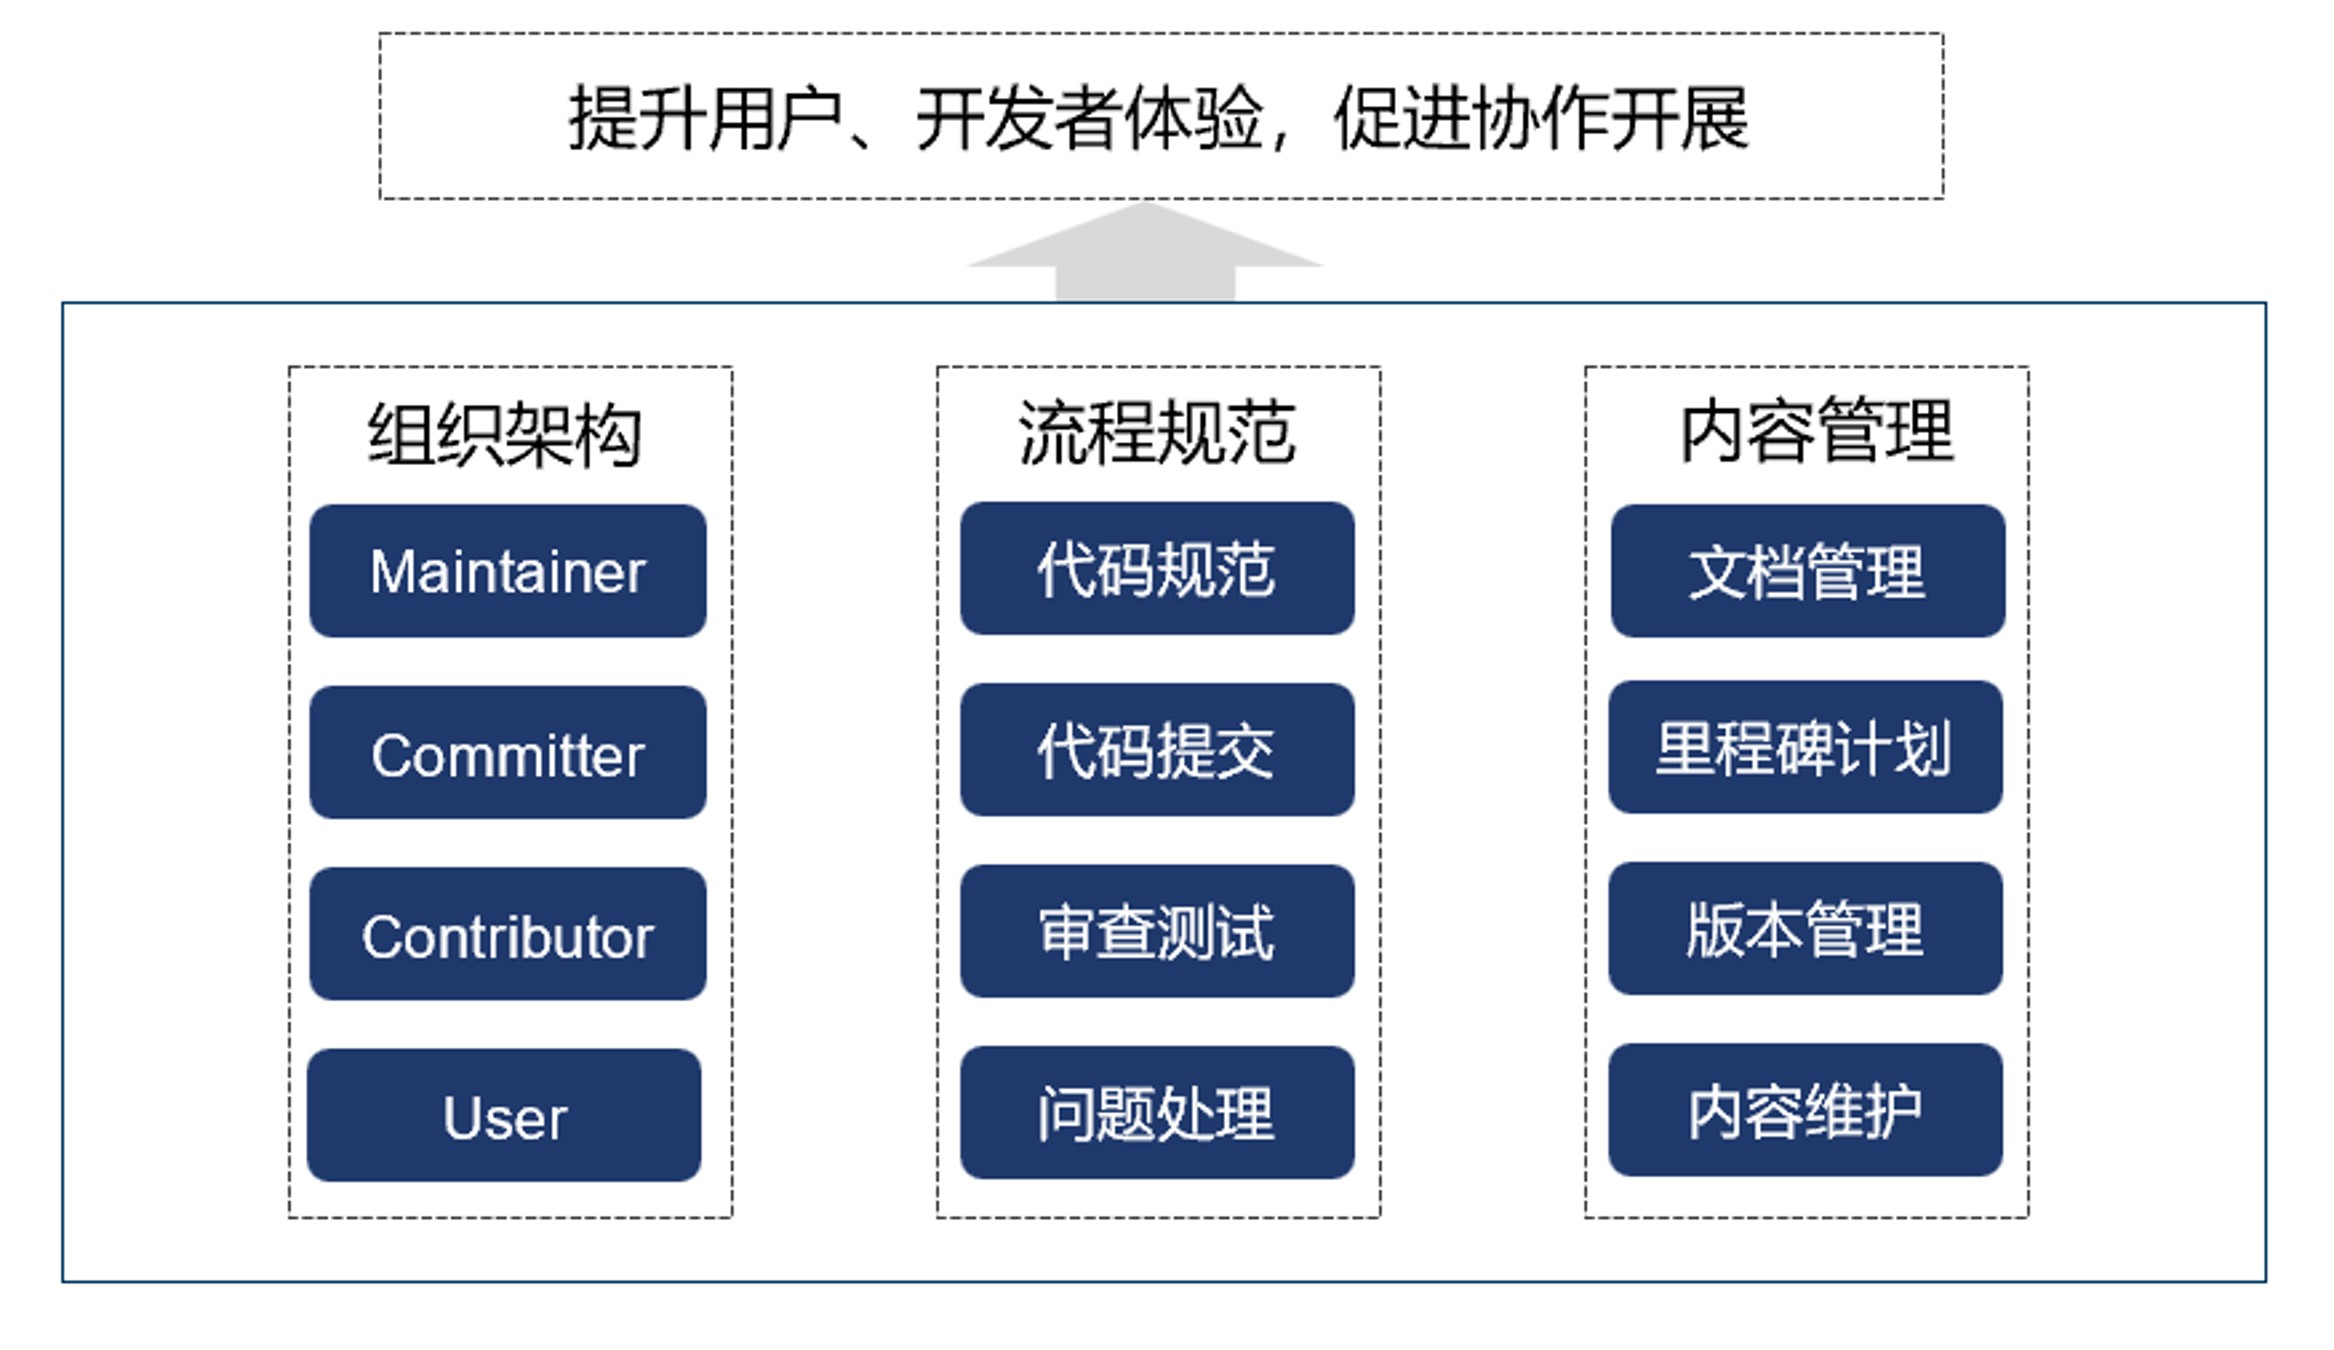 提升用户、开发者体验，促进协作开展
组织架构
Maintainer
Committer
Contributor
User
流程规范
代码规范
代码提交
审查测试
问题处理
内容管理
文档管理
里程碑计划
版本管理
内容维护